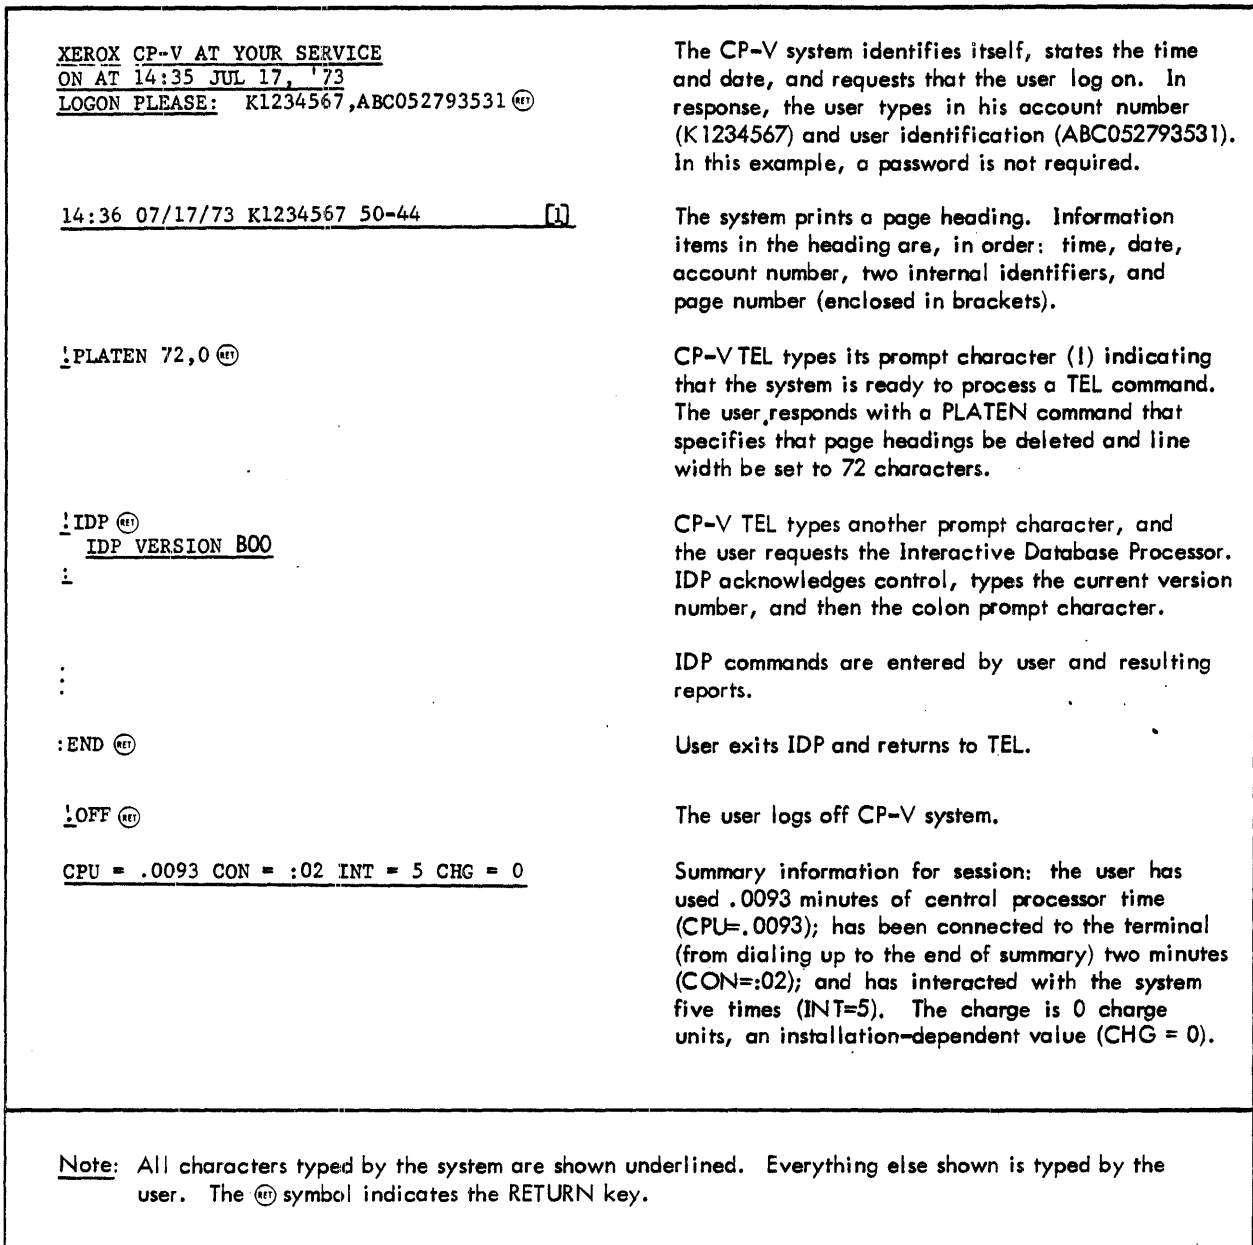 XEROX CP-V AT YOUR SERVICE
ON AT 14:35 JUL 17, '73
LOGON PLEASE: K1234567,ABC052793531 RET
The CP-V system identifies itself, states the time
and date, and requests that the user log on. In
response, the user types in his account number
(K1234567) and user identification (ABC052793531).
In this example, a password is not required.
14:36 07/17/73 K1234567 50-44 [1]
The system prints a page heading. Information
items in the heading are, in order: time, date,
account number, two internal identifiers, and
page number (enclosed in brackets).
!PLATEN 72,0 RET
CP-V TEL types its prompt character (!) indicating
that the system is ready to process a TEL command.
The user responds with a PLATEN command that
specifies that page headings be deleted and line
width be set to 72 characters.
!IDP RET
IDP VERSION B00
:
CP-V TEL types another prompt character, and
the user requests the Interactive Database Processor.
IDP acknowledges control, types the current version
number, and then the colon prompt character.
:
IDP commands are entered by user and resulting
reports.
:END RET
User exits IDP and returns to TEL.
!OFF RET
The user logs off CP-V system.
CPU = .0093 CON = :02 INT = 5 CHG = 0
Summary information for session: the user has
used .0093 minutes of central processor time
(CPU=.0093); has been connected to the terminal
(from dialing up to the end of summary) two minutes
(CON=:02); and has interacted with the system
five times (INT=5). The charge is 0 charge
units, an installation-dependent value (CHG = 0).
Note: All characters typed by the system are shown underlined. Everything else shown is typed by the
user. The RET symbol indicates the RETURN key.